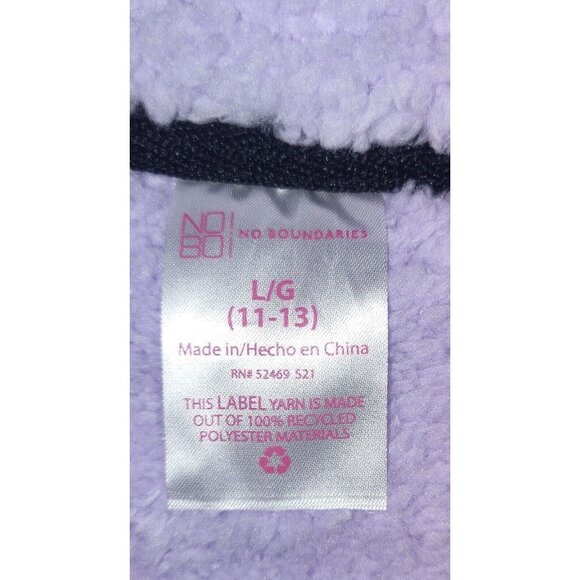 NO
BO
NO BOUNDARIES
L/G
(11-13)
Made in/Hecho en China
RN# 52469 S21
THIS LABEL YARN IS MADE
OUT OF 100% RECYCLED
POLYESTER MATERIALS